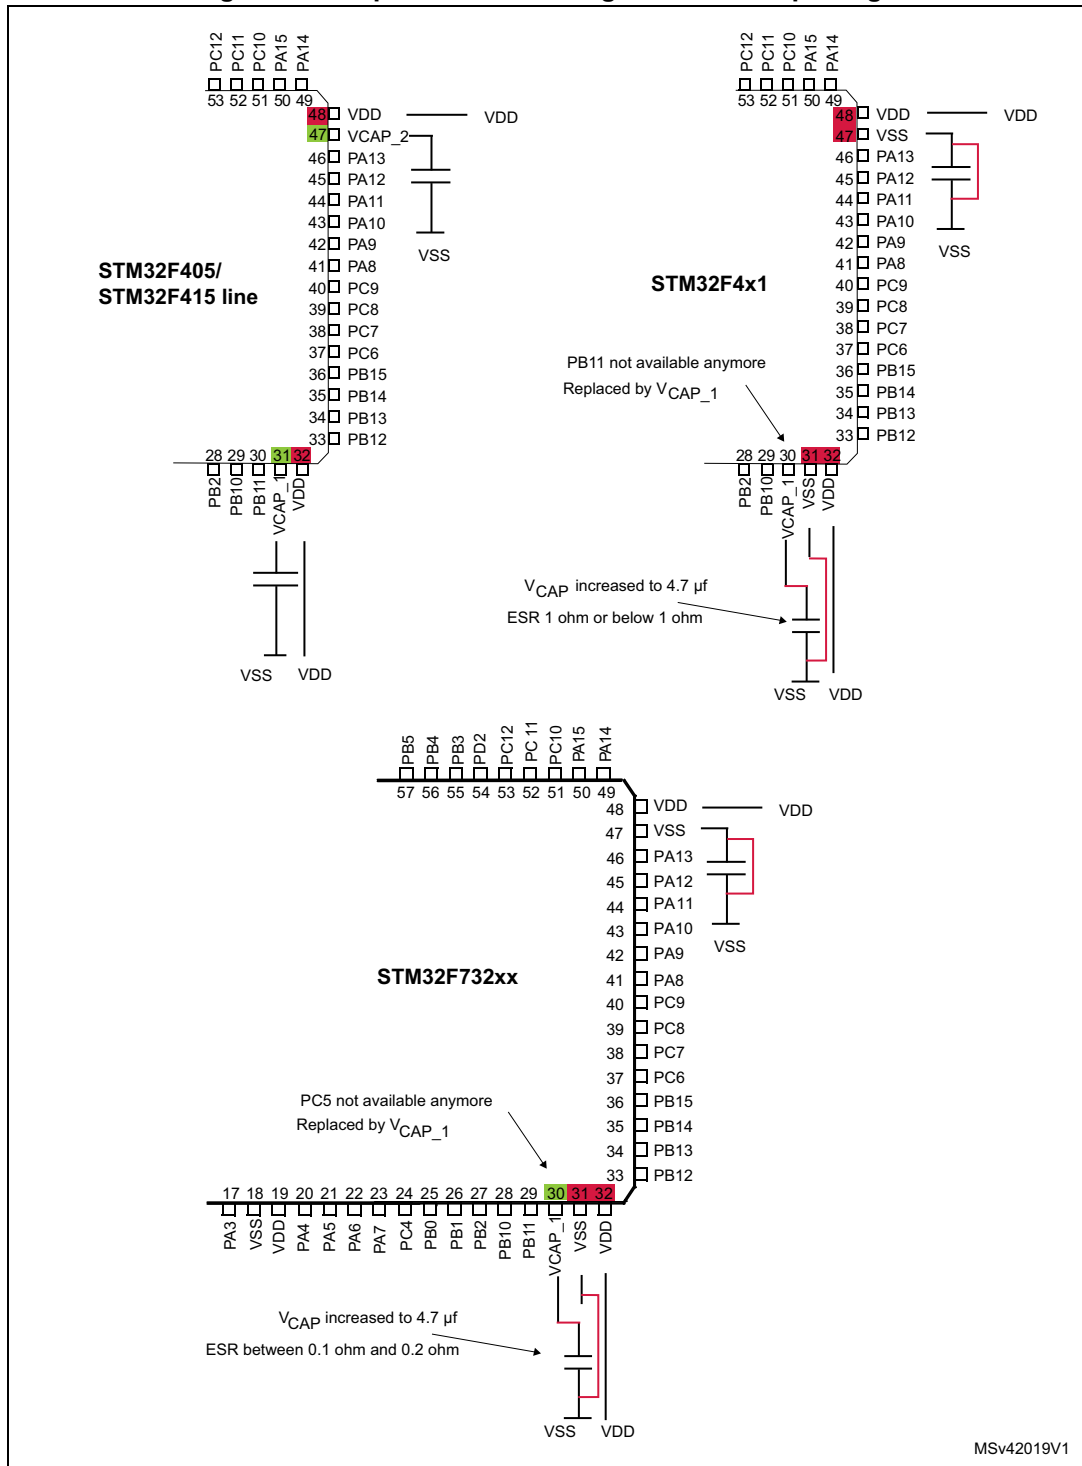 PC12
PC11
PC10
PA15
PA14
53 52 51 50 49
48 VDD
VDD
47 VCAP_2
46 PA13
45 PA12
44 PA11
43 PA10
42 PA9
41 PA8
40 PC9
39 PC8
38 PC7
37 PC6
36 PB15
35 PB14
34 PB13
33 PB12
VSS
STM32F405/
STM32F415 line
28 29 30 31 32
PB2
PB10
PB11
VCAP_1
VDD
VSS VDD
PC12
PC11
PC10
PA15
PA14
53 52 51 50 49
48 VDD
VDD
47 VSS
46 PA13
45 PA12
44 PA11
43 PA10
42 PA9
41 PA8
40 PC9
39 PC8
38 PC7
37 PC6
36 PB15
35 PB14
34 PB13
33 PB12
VSS
STM32F4x1
PB11 not available anymore
Replaced by VCAP_1
28 29 30 31 32
PB2
PB10
VCAP_1
VSS
VDD
VCAP increased to 4.7 µf
ESR 1 ohm or below 1 ohm
VSS VDD
PB5
PB4
PB3
PD2
PC12
PC 11
PC10
PA15
PA14
57 56 55 54 53 52 51 50 49
48 VDD
VDD
47 VSS
46 PA13
45 PA12
44 PA11
43 PA10
42 PA9
41 PA8
40 PC9
39 PC8
38 PC7
37 PC6
36 PB15
35 PB14
34 PB13
33 PB12
VSS
STM32F732xx
PC5 not available anymore
Replaced by VCAP_1
17 18 19 20 21 22 23 24 25 26 27 28 29 30 31 32
PA3
VSS
VDD
PA4
PA5
PA6
PA7
PC4
PB0
PB1
PB2
PB10
PB11
VCAP_1
VSS
VDD
VCAP increased to 4.7 µf
ESR between 0.1 ohm and 0.2 ohm
VSS VDD
MSv42019V1